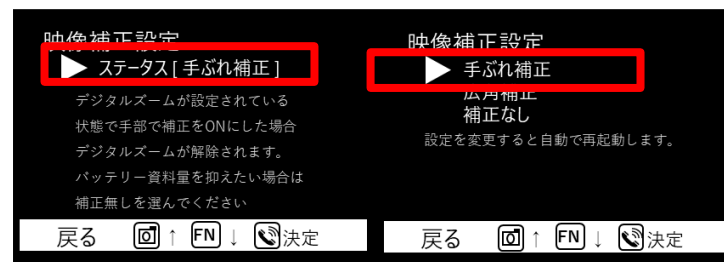 映像補正設定
▶ ステータス [ 手ぶれ補正 ]
デジタルズームが設定されている
状態で手部で補正をONにした場合
デジタルズームが解除されます。
バッテリー資料量を抑えたい場合は
補正無しを選んでください
戻る ↑ FN ↓ 決定
映像補正設定
▶ 手ぶれ補正
広角補正
補正なし
設定を変更すると自動で再起動します。
戻る ↑ FN ↓ 決定